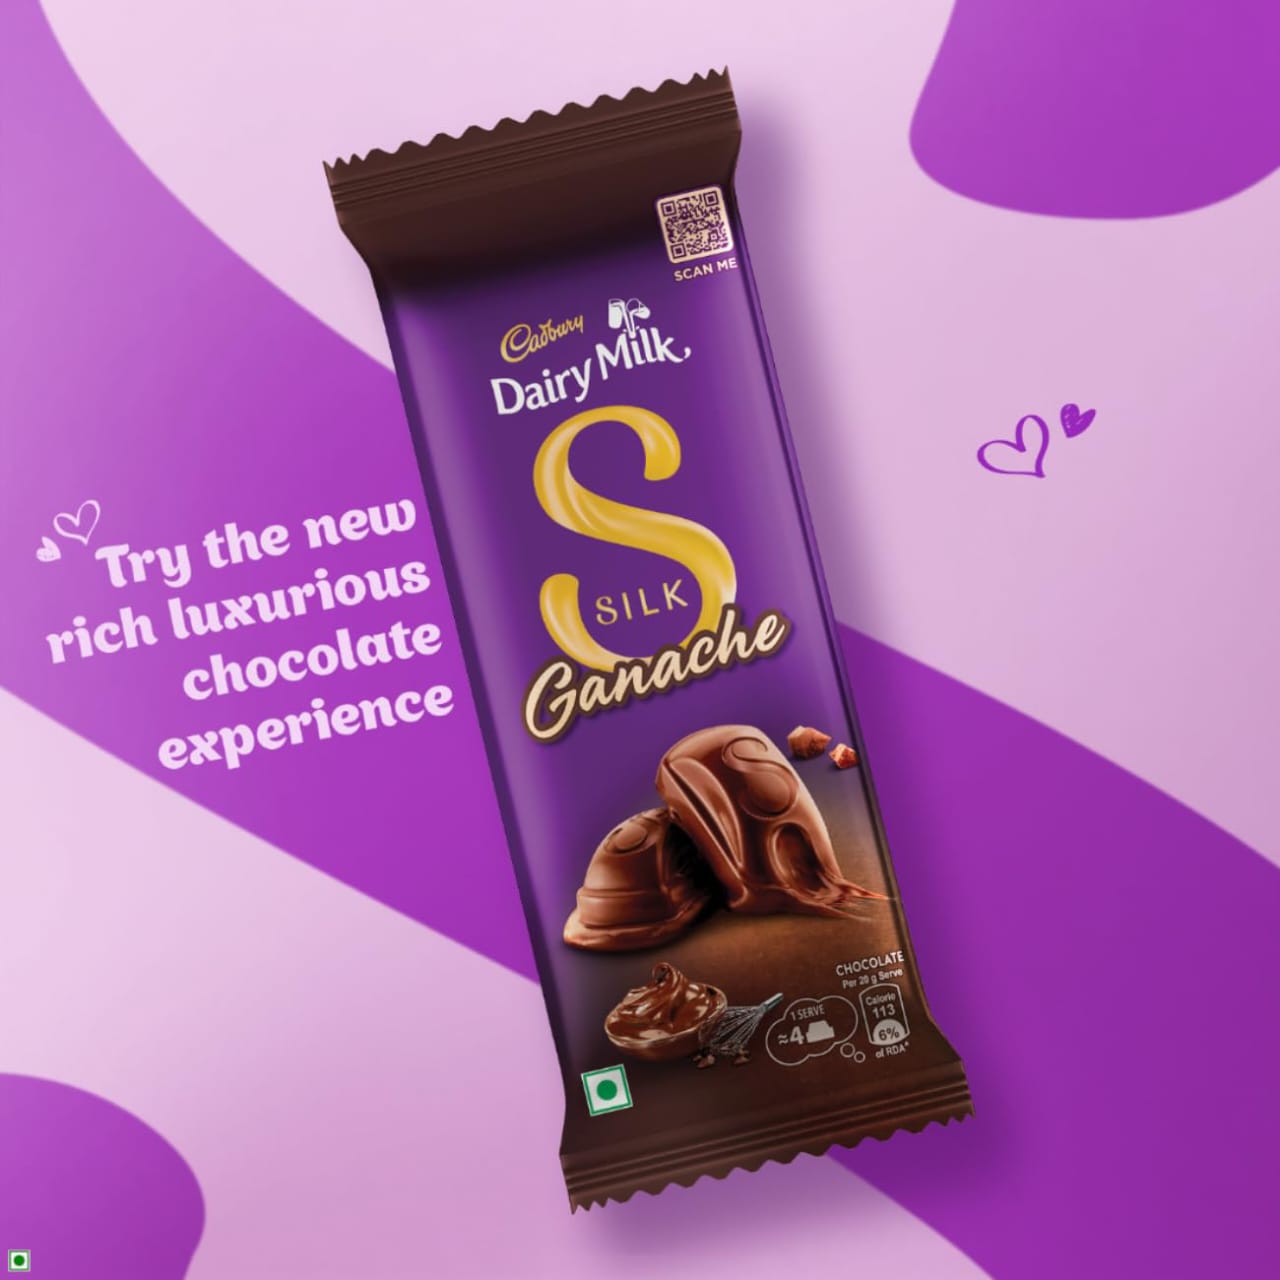 SCAN ME
Cadbury
Dairy Milk
S
SILK
Ganache
Try the new
rich luxurious
chocolate
experience
CHOCOLATE
Per 20 g Serve
1 SERVE
≈4
Calorie
113
6%
of RDA*